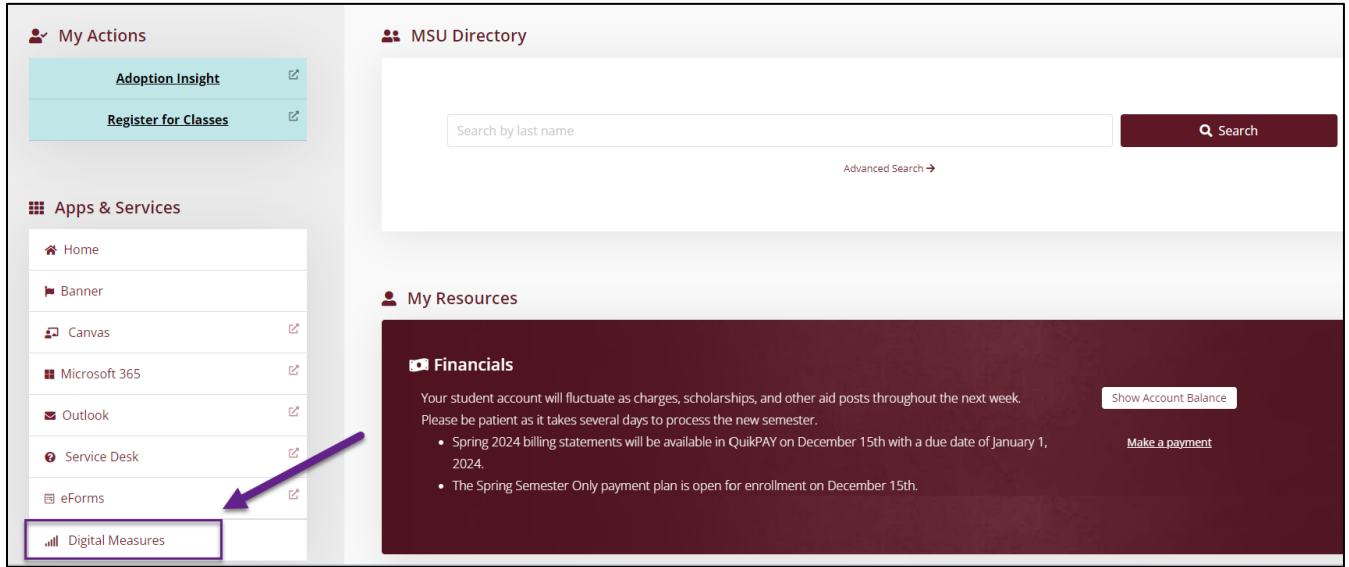 My Actions
Adoption Insight
Register for Classes
Apps & Services
Home
Banner
Canvas
Microsoft 365
Outlook
Service Desk
eForms
Digital Measures
MSU Directory
Search by last name
Search
Advanced Search
My Resources
Financials
Your student account will fluctuate as charges, scholarships, and other aid posts throughout the next week.
Please be patient as it takes several days to process the new semester.
• Spring 2024 billing statements will be available in QuikPAY on December 15th with a due date of January 1,
2024.
• The Spring Semester Only payment plan is open for enrollment on December 15th.
Show Account Balance
Make a payment